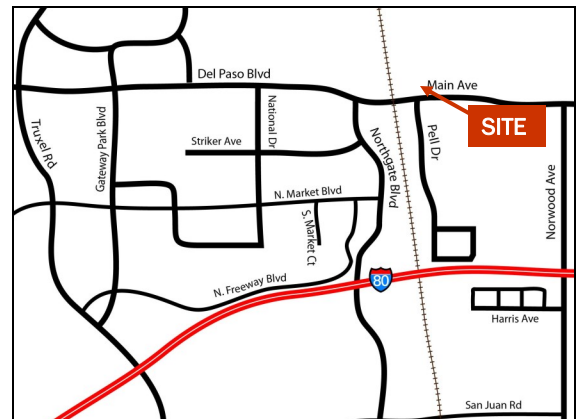 Del Paso Blvd
Main Ave
SITE
Truxel Rd
Gateway Park Blvd
National Dr
Striker Ave
Northgate Blvd
Pell Dr
Norwood Ave
N. Market Blvd
S. Market Ct
N. Freeway Blvd
80
Harris Ave
San Juan Rd